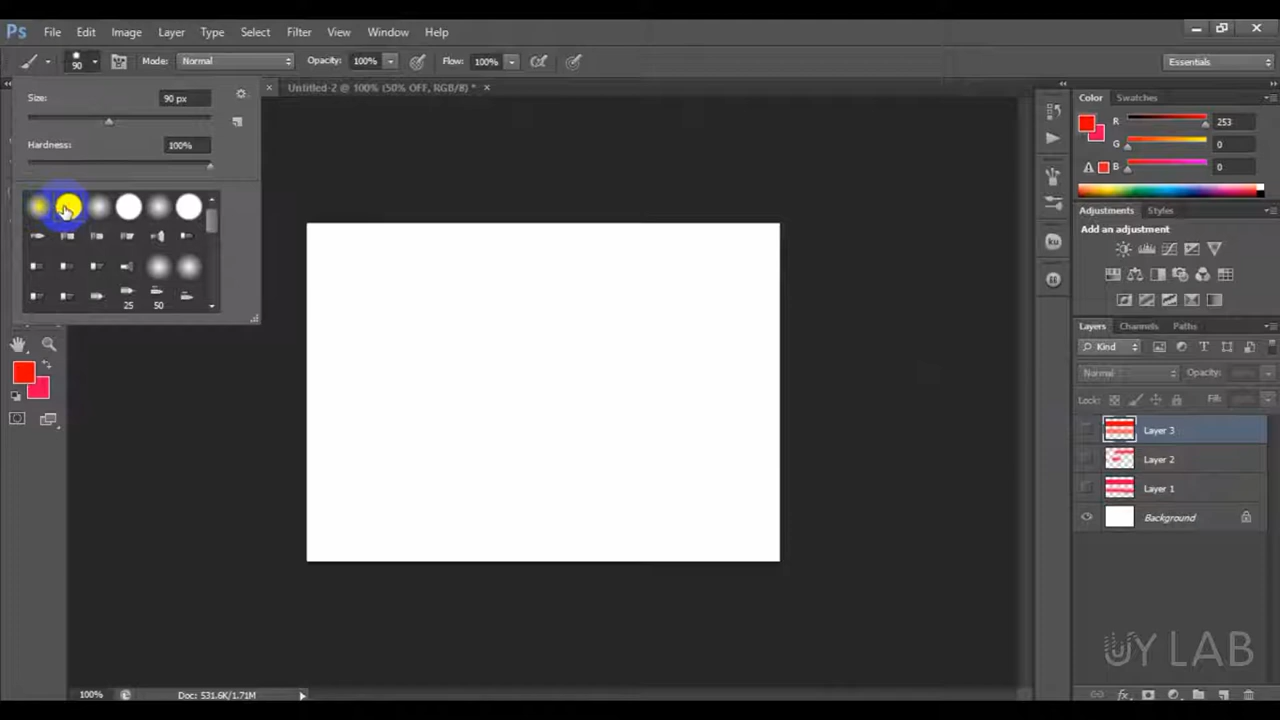 Ps File Edit Image Layer Type Select Filter View Window Help
90 Mode: Normal Opacity: 100% Flow: 100% Essentials
Untitled-2 @ 100% (50% OFF, RGB/8) * ×
Size: 90 px
Hardness: 100%
25 50
Color Swatches
R 253
G 0
B 0
Adjustments Styles
Add an adjustment
Layers Channels Paths
Kind
Normal Opacity:
Lock: Fill:
Layer 3
Layer 2
Layer 1
Background
UY LAB
100% Doc: 531.6K/1.71M